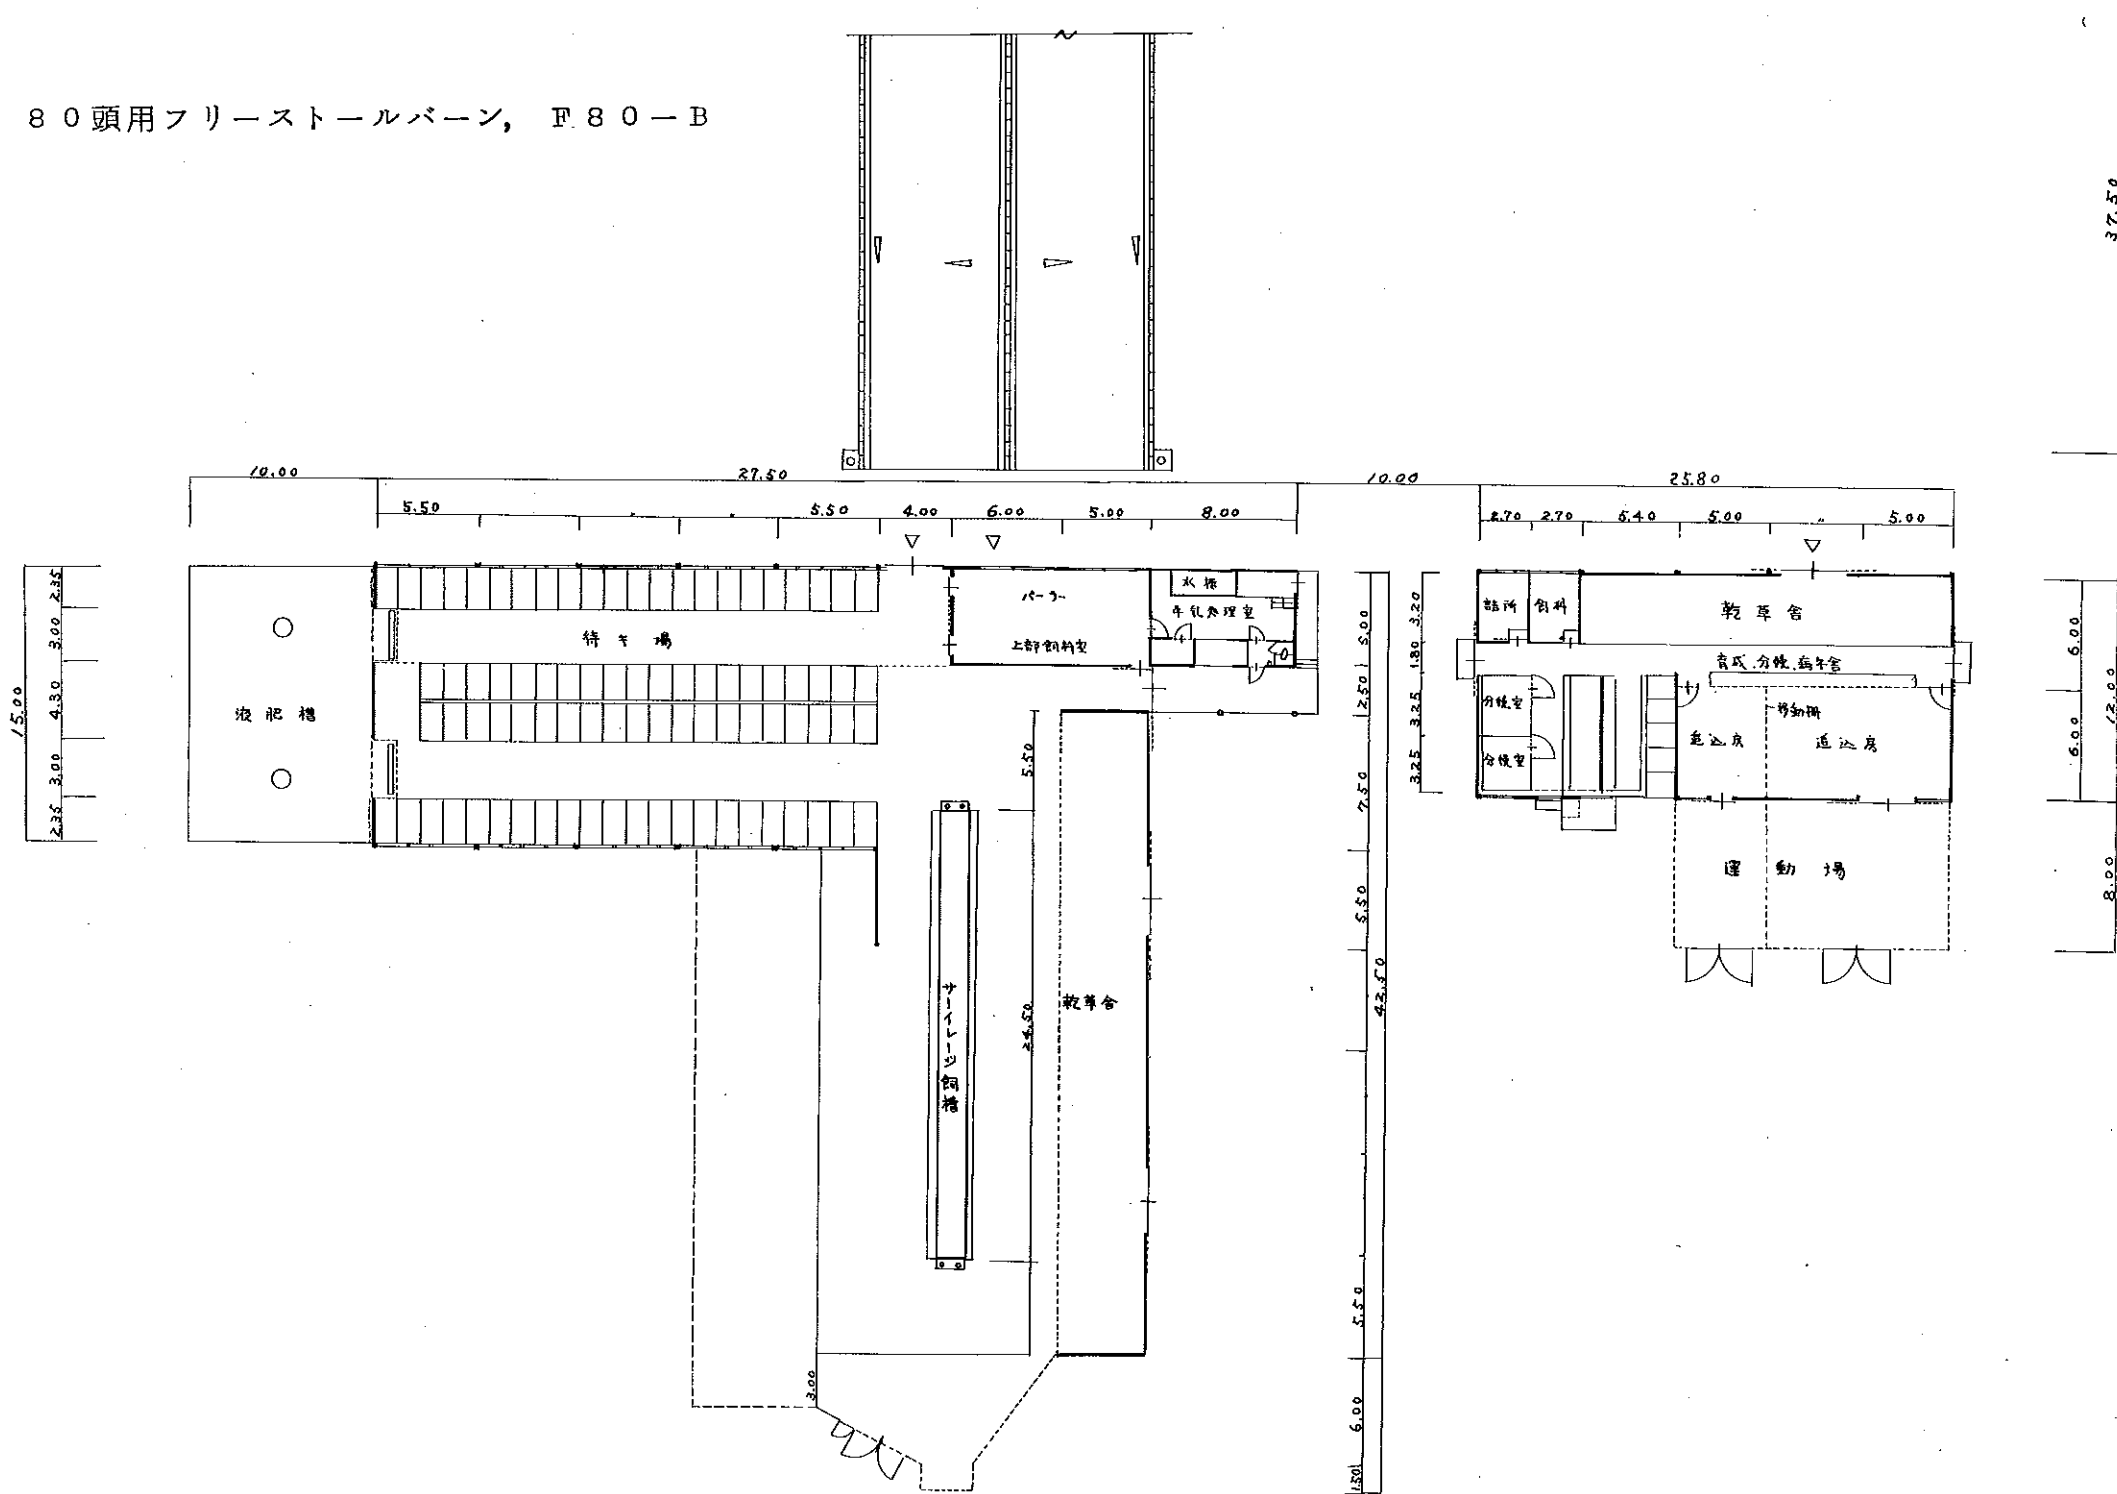 80頭用フリーストールバーン, F80-B
37.50
10.00
27.50
10.00
25.80
5.50
5.50
4.00
6.00
5.00
8.00
2.70
2.70
5.40
5.00
5.00
15.00
2.35
3.00
4.30
3.00
2.35
液肥槽
待キ場
パーラー
上部飼料室
水槽
牛乳処理室
5.50
24.50
サイレージ飼槽
乾草舎
3.00
5.00
2.50
7.50
5.50
42.50
5.50
6.00
1.50
3.20
1.80
3.25
3.25
詰所
飼料
乾草舎
育成.分娩.病牛舎
分娩室
分娩室
移動柵
追込房
追込房
運動場
6.00
6.00
12.00
8.00